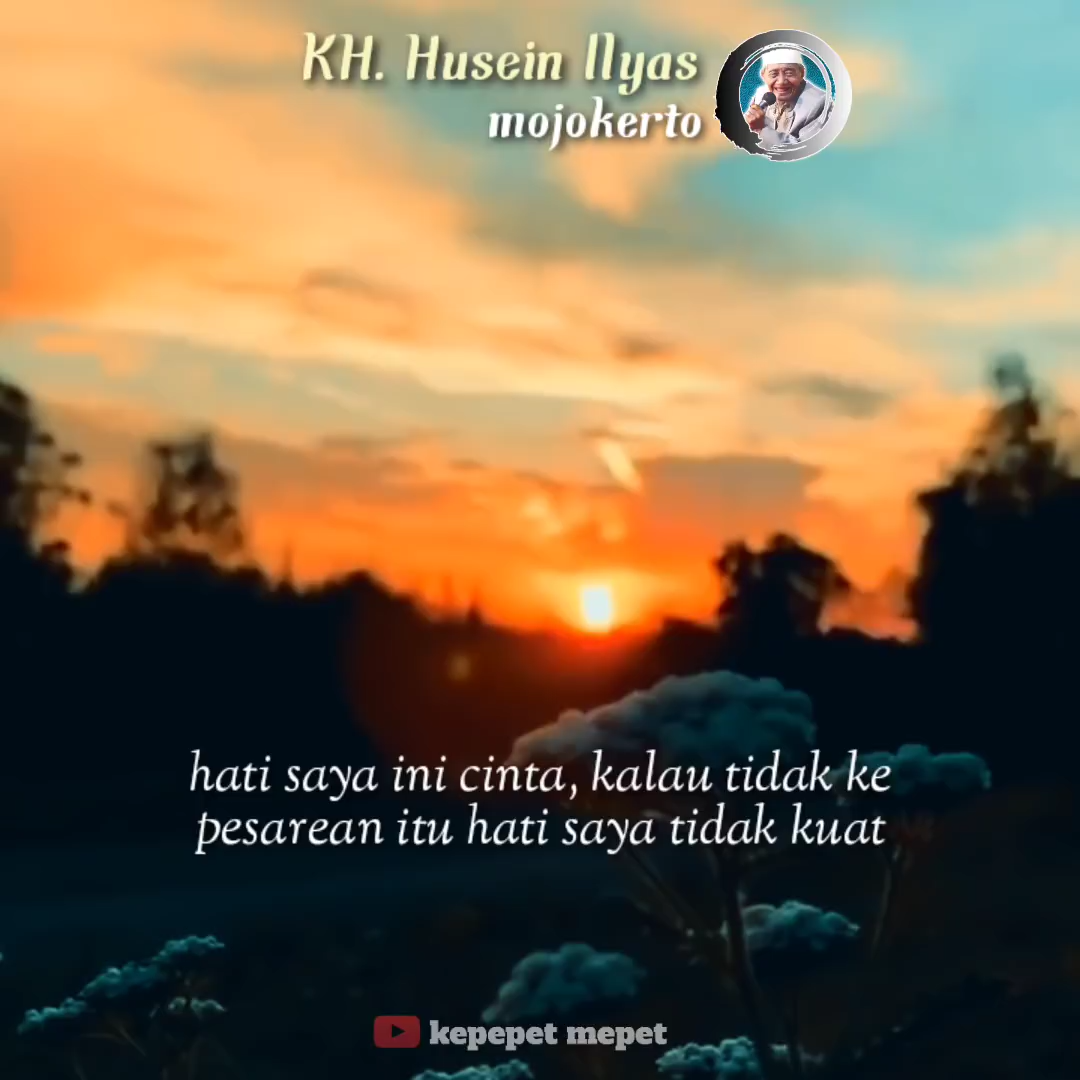 KH. Husein Ilyas
mojokerto
hati saya ini cinta, kalau tidak ke
pesarean itu hati saya tidak kuat
kepepet mepet